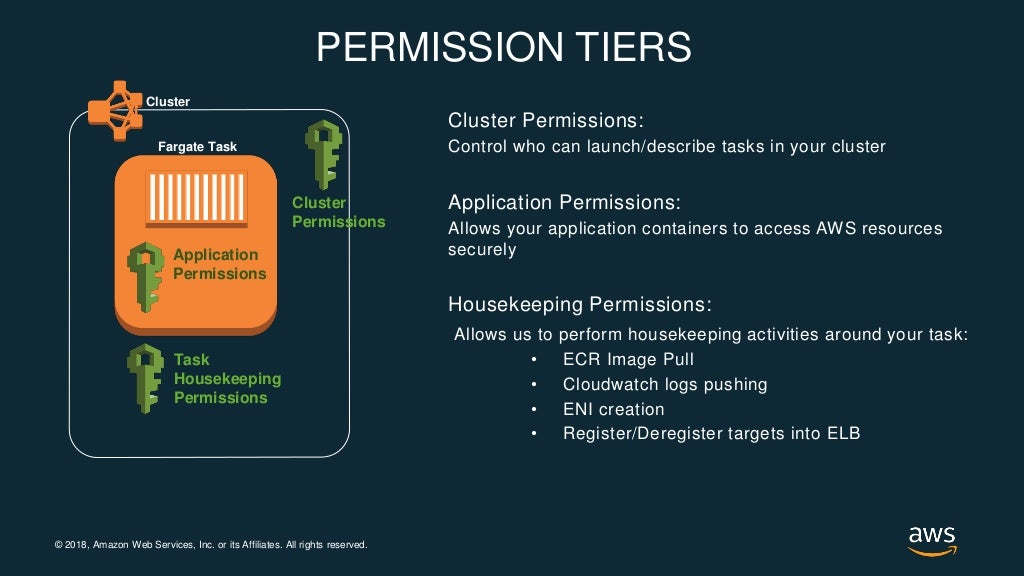 PERMISSION TIERS
Cluster
Fargate Task
Cluster
Permissions
Application
Permissions
Task
Housekeeping
Permissions
Cluster Permissions:
Control who can launch/describe tasks in your cluster
Application Permissions:
Allows your application containers to access AWS resources
securely
Housekeeping Permissions:
Allows us to perform housekeeping activities around your task:
• ECR Image Pull
• Cloudwatch logs pushing
• ENI creation
• Register/Deregister targets into ELB
© 2018, Amazon Web Services, Inc. or its Affiliates. All rights reserved.
aws